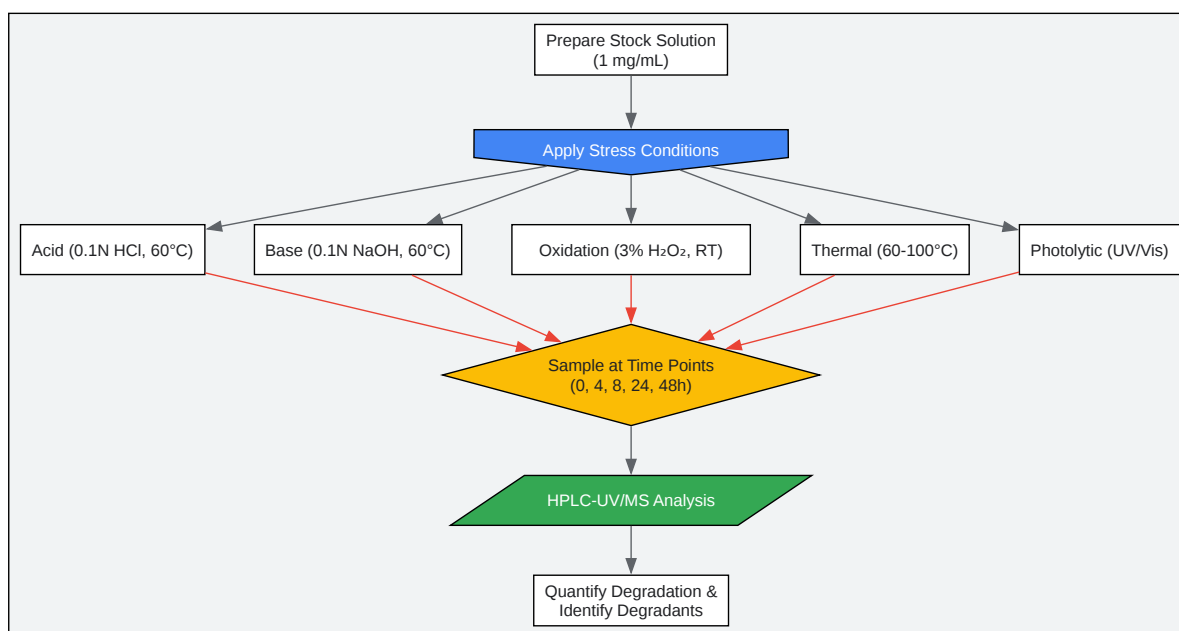 Prepare Stock Solution
(1 mg/mL)
Apply Stress Conditions
Acid (0.1N HCl, 60°C)
Base (0.1N NaOH, 60°C)
Oxidation (3% H₂O₂, RT)
Thermal (60-100°C)
Photolytic (UV/Vis)
Sample at Time Points
(0, 4, 8, 24, 48h)
HPLC-UV/MS Analysis
Quantify Degradation &
Identify Degradants